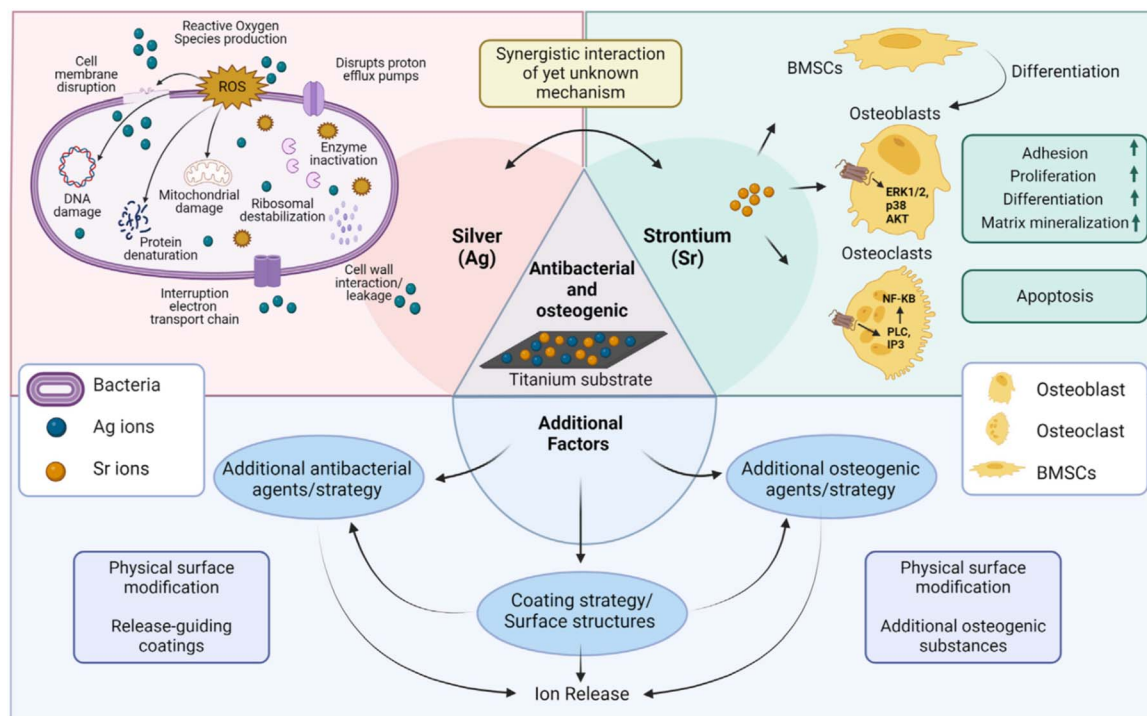 Reactive Oxygen
Species production
Cell
membrane
disruption
ROS
Disrupts proton
efflux pumps
Enzyme
inactivation
DNA
damage
Mitochondrial
damage
Ribosomal
destabilization
Protein
denaturation
Cell wall
interaction/
leakage
Interruption
electron
transport chain
Synergistic interaction
of yet unknown
mechanism
BMSCs
Differentiation
Osteoblasts
ERK1/2,
p38
AKT
Adhesion
Proliferation
Differentiation
Matrix mineralization
Osteoclasts
NF-KB
PLC,
IP3
Apoptosis
Silver
(Ag)
Strontium
(Sr)
Antibacterial
and
osteogenic
Titanium substrate
Bacteria
Ag ions
Sr ions
Osteoblast
Osteoclast
BMSCs
Additional
Factors
Additional antibacterial
agents/strategy
Additional osteogenic
agents/strategy
Coating strategy/
Surface structures
Physical surface
modification
Release-guiding
coatings
Physical surface
modification
Additional osteogenic
substances
Ion Release